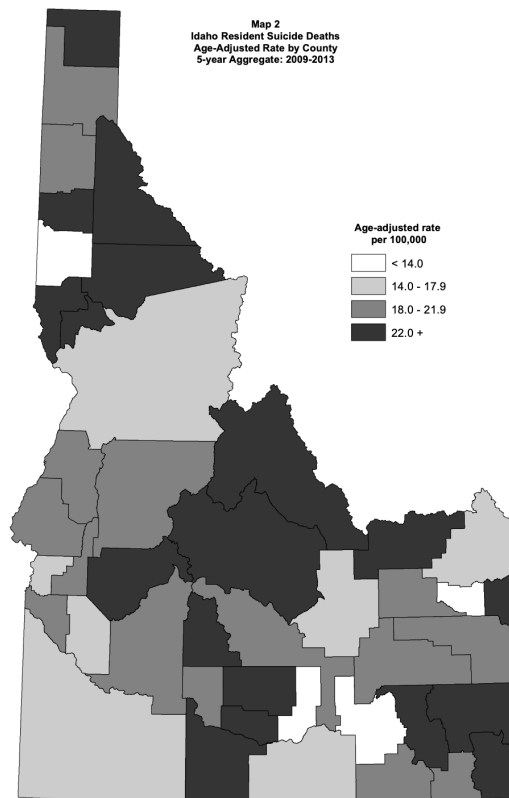 Map 2
Idaho Resident Suicide Deaths
Age-Adjusted Rate by County
5-year Aggregate: 2009-2013
Age-adjusted rate
per 100,000
< 14.0
14.0 - 17.9
18.0 - 21.9
22.0 +